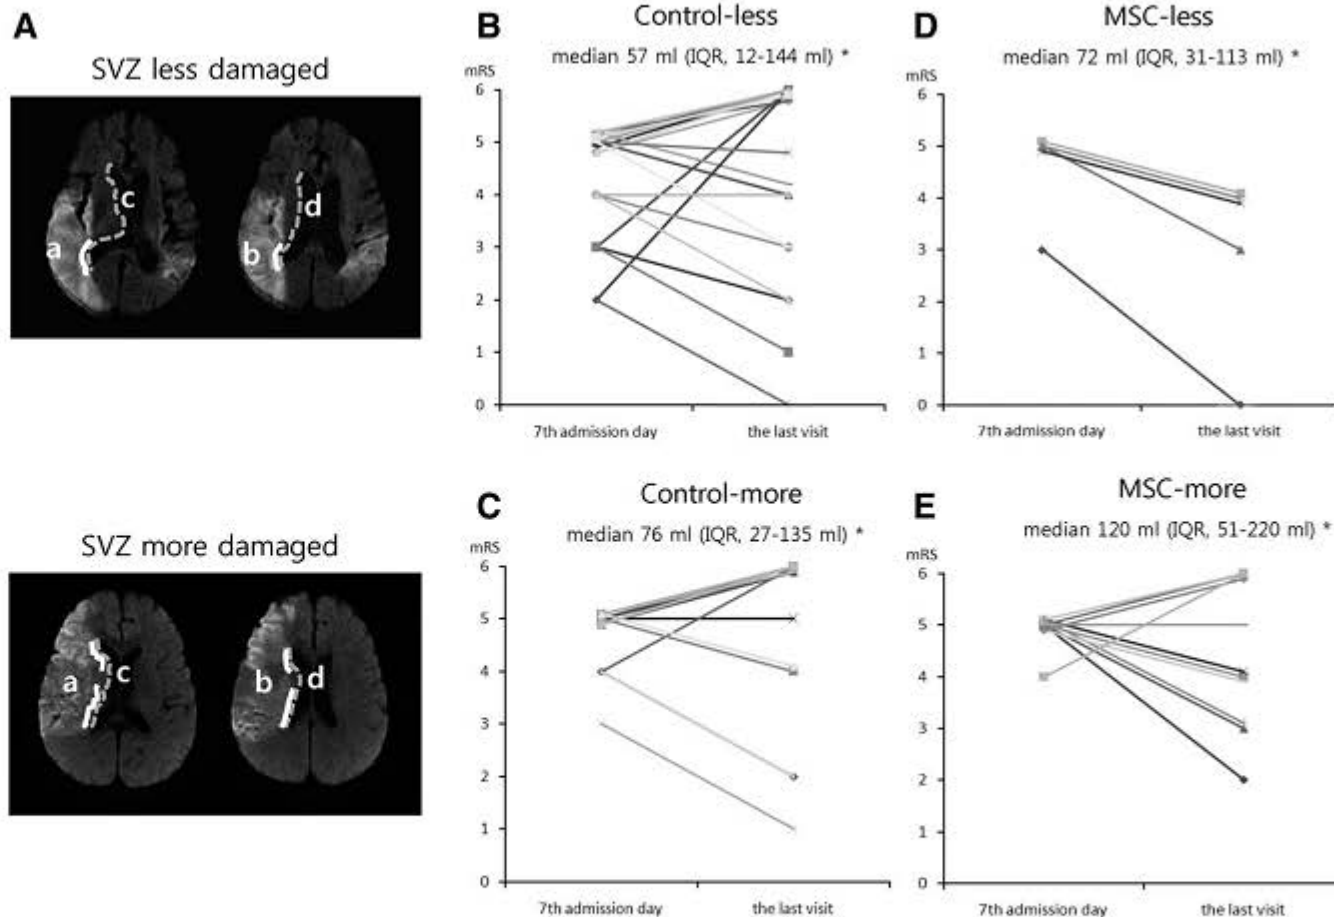 A
SVZ less damaged
a
c
b
d
SVZ more damaged
a
c
b
d
B
Control-less
median 57 ml (IQR, 12-144 ml) *
mRS
6
5
4
3
2
1
0
7th admission day the last visit
D
MSC-less
median 72 ml (IQR, 31-113 ml) *
mRS
6
5
4
3
2
1
0
7th admission day the last visit
C
Control-more
median 76 ml (IQR, 27-135 ml) *
mRS
6
5
4
3
2
1
0
7th admission day the last visit
E
MSC-more
median 120 ml (IQR, 51-220 ml) *
mRS
6
5
4
3
2
1
0
7th admission day the last visit